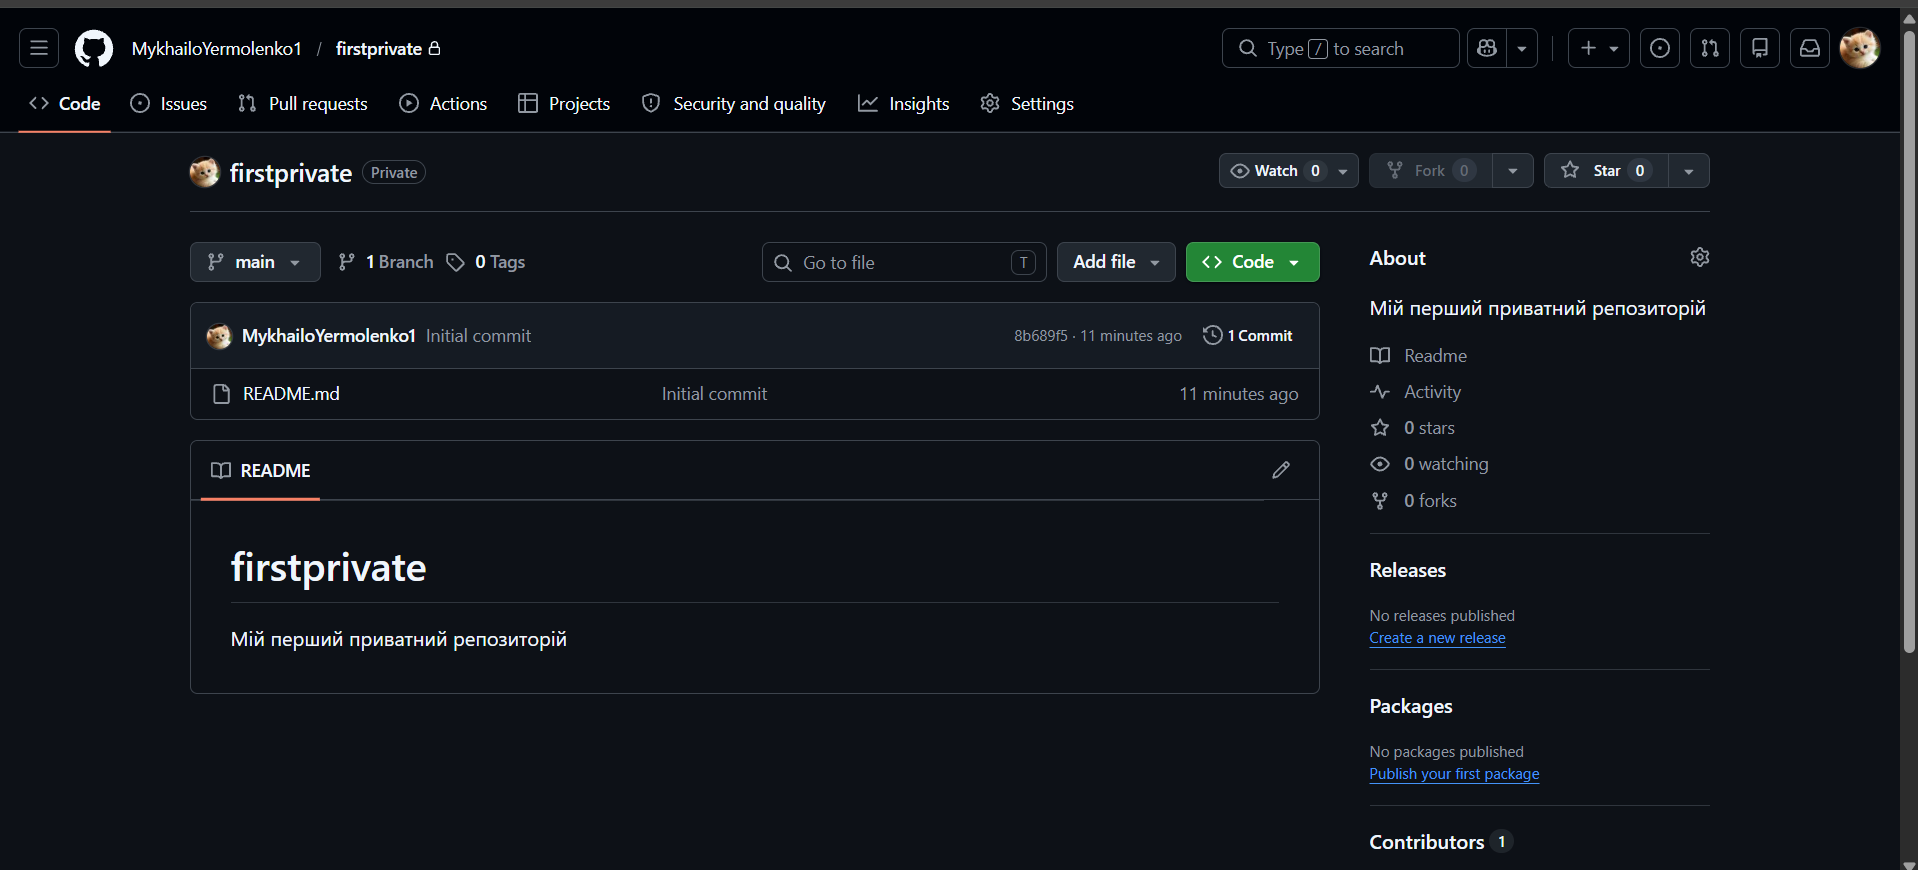 MykhailoYermolenko1 / firstprivate
Type / to search
Code Issues Pull requests Actions Projects Security and quality Insights Settings
firstprivate Private
Watch 0 Fork 0 Star 0
main 1 Branch 0 Tags Go to file T Add file Code
MykhailoYermolenko1 Initial commit 8b689f5 · 11 minutes ago 1 Commit
README.md Initial commit 11 minutes ago
README
firstprivate
Мій перший приватний репозиторій
About
Мій перший приватний репозиторій
Readme
Activity
0 stars
0 watching
0 forks
Releases
No releases published
Create a new release
Packages
No packages published
Publish your first package
Contributors 1